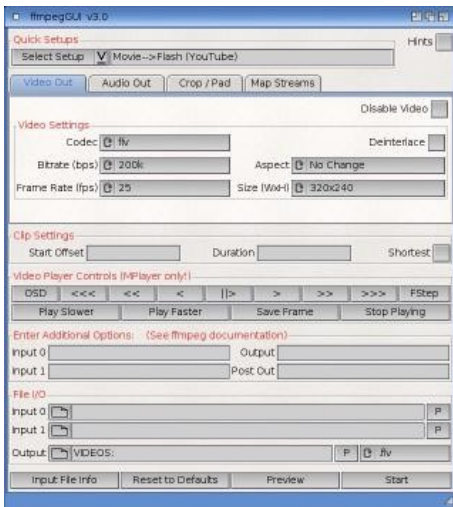 ffmpegGUI v3.0
Quick Setups
Hints
Select Setup Movie-->Flash (YouTube)
Video Out Audio Out Crop / Pad Map Streams
Disable Video
Video Settings
Codec flv Deinterlace
Bitrate (bps) 200k Aspect No Change
Frame Rate (fps) 25 Size (WxH) 320x240
Clip Settings
Start Offset Duration Shortest
Video Player Controls (MPlayer only!)
OSD <<< << < ||> > >> >>> FStep
Play Slower Play Faster Save Frame Stop Playing
Enter Additional Options: (See ffmpeg documentation)
Input 0 Output
Input 1 Post Out
File I/O
Input 0 P
Input 1 P
Output VIDEOS: P .flv
Input File Info Reset to Defaults Preview Start